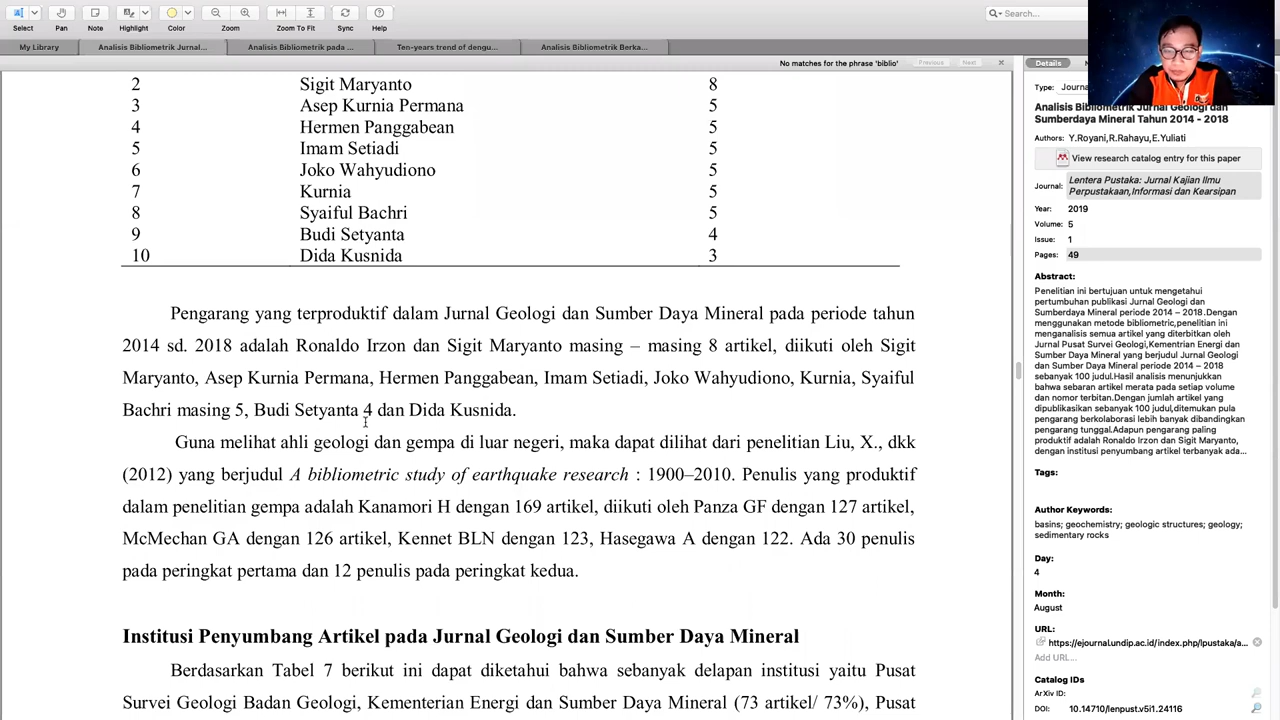 Select
Pan
Note
Highlight
Color
Zoom
Zoom To Fit
Sync
Help
Search...
My Library
Analisis Bibliometrik Jurnal...
Analisis Bibliometrik pada ...
Ten-years trend of dengu...
Analisis Bibliometrik Berka...
No matches for the phrase 'biblio'
Previous
Next
2 Sigit Maryanto 8
3 Asep Kurnia Permana 5
4 Hermen Panggabean 5
5 Imam Setiadi 5
6 Joko Wahyudiono 5
7 Kurnia 5
8 Syaiful Bachri 5
9 Budi Setyanta 4
10 Dida Kusnida 3
Pengarang yang terproduktif dalam Jurnal Geologi dan Sumber Daya Mineral pada periode tahun
2014 sd. 2018 adalah Ronaldo Irzon dan Sigit Maryanto masing – masing 8 artikel, diikuti oleh Sigit
Maryanto, Asep Kurnia Permana, Hermen Panggabean, Imam Setiadi, Joko Wahyudiono, Kurnia, Syaiful
Bachri masing 5, Budi Setyanta 4 dan Dida Kusnida.
Guna melihat ahli geologi dan gempa di luar negeri, maka dapat dilihat dari penelitian Liu, X., dkk
(2012) yang berjudul A bibliometric study of earthquake research : 1900–2010. Penulis yang produktif
dalam penelitian gempa adalah Kanamori H dengan 169 artikel, diikuti oleh Panza GF dengan 127 artikel,
McMechan GA dengan 126 artikel, Kennet BLN dengan 123, Hasegawa A dengan 122. Ada 30 penulis
pada peringkat pertama dan 12 penulis pada peringkat kedua.
Institusi Penyumbang Artikel pada Jurnal Geologi dan Sumber Daya Mineral
Berdasarkan Tabel 7 berikut ini dapat diketahui bahwa sebanyak delapan institusi yaitu Pusat
Survei Geologi Badan Geologi, Kementerian Energi dan Sumber Daya Mineral (73 artikel/ 73%), Pusat
Details
Type: Journa
Analisis Bibliometrik Jurnal Geologi dan
Sumberdaya Mineral Tahun 2014 - 2018
Authors: Y.Royani,R.Rahayu,E.Yuliati
View research catalog entry for this paper
Journal: Lentera Pustaka: Jurnal Kajian Ilmu
Perpustakaan,Informasi dan Kearsipan
Year: 2019
Volume: 5
Issue: 1
Pages: 49
Abstract:
Penelitian ini bertujuan untuk mengetahui
pertumbuhan publikasi Jurnal Geologi dan
Sumberdaya Mineral periode 2014 – 2018.Dengan
menggunakan metode bibliometric,penelitian ini
menganalisis semua artikel yang diterbitkan oleh
Jurnal Pusat Survei Geologi,Kementrian Energi dan
Sumber Daya Mineral yang berjudul Jurnal Geologi
dan Sumber Daya Mineral periode 2014 – 2018
sebanyak 100 judul.Hasil analisis menunjukkan
bahwa sebaran artikel merata pada setiap volume
dan nomor terbitan.Dengan jumlah artikel yang
dipublikasikan sebanyak 100 judul,ditemukan pula
pengarang berkolaborasi lebih banyak dibandingkan
pengarang tunggal.Adapun pengarang paling
produktif adalah Ronaldo Irzon dan Sigit Maryanto,
dengan institusi penyumbang artikel terbanyak ada...
Tags:
Author Keywords:
basins; geochemistry; geologic structures; geology;
sedimentary rocks
Day:
4
Month:
August
URL:
https://ejournal.undip.ac.id/index.php/lpustaka/a...
Add URL...
Catalog IDs
ArXiv ID:
DOI: 10.14710/lenpust.v5i1.24116